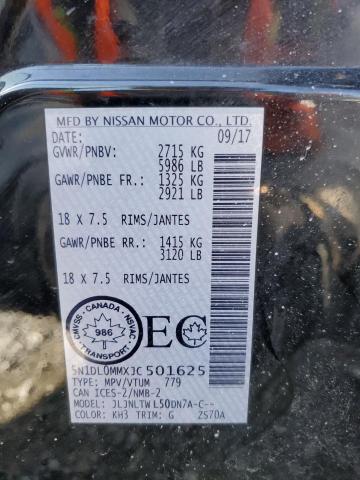 MFD BY NISSAN MOTOR CO., LTD.
DATE: 09/17
GVWR/PNBV: 2715 KG
5986 LB
GAWR/PNBE FR.: 1325 KG
2921 LB
18 X 7.5 RIMS/JANTES
GAWR/PNBE RR.: 1415 KG
3120 LB
18 X 7.5 RIMS/JANTES
CMVSS - CANADA - NSVAC
986
TRANSPORT
EC
5N1DL0MMXJC501625
TYPE: MPV/VTUM 779
CAN ICES-2/NMB-2
MODEL: JLJNLTWL50DN7A-C--
COLOR: KH3 TRIM: G 2S70A